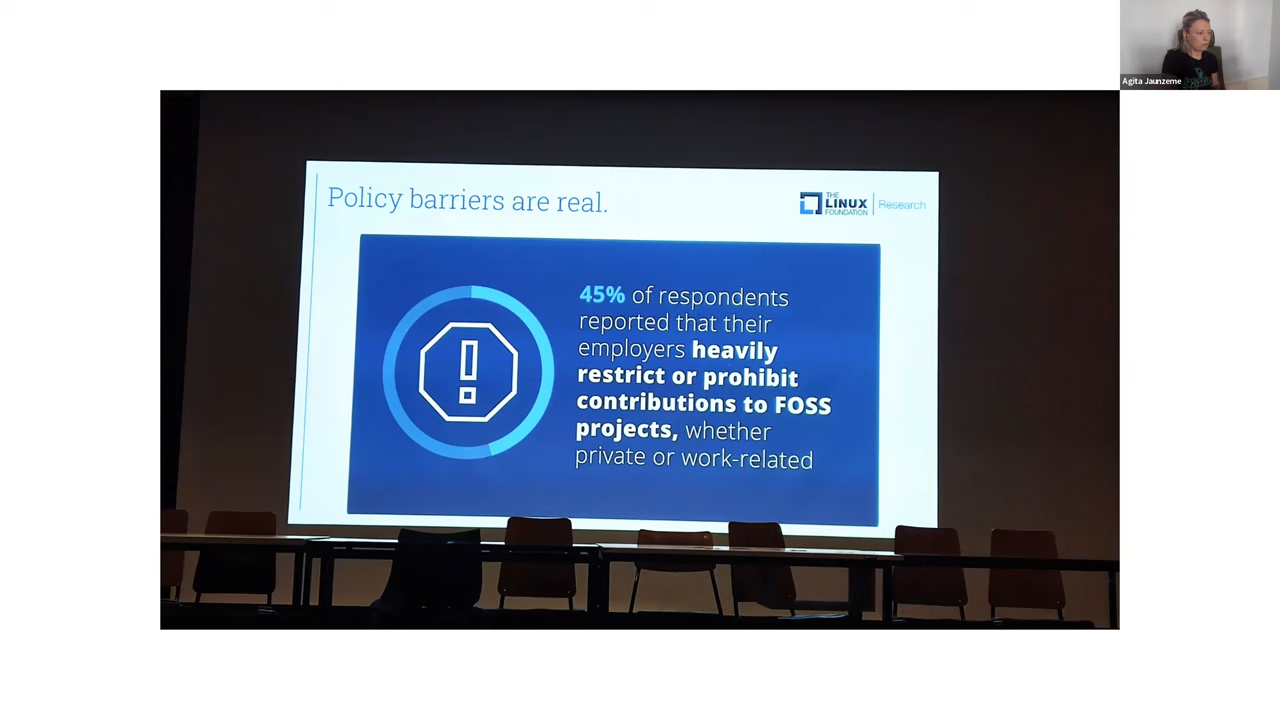 Agita Jaunzeme
Policy barriers are real.
THE
LINUX
FOUNDATION
Research
45% of respondents
reported that their
employers heavily
restrict or prohibit
contributions to FOSS
projects, whether
private or work-related